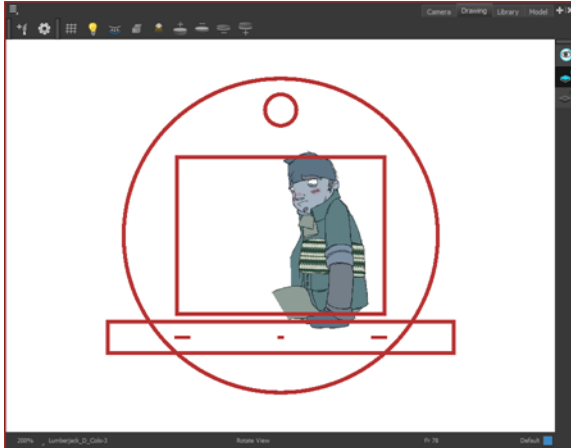 Camera Drawing Library Model
200% Lumberjack_D_Colo-3 Rotate View Fr 78 Default